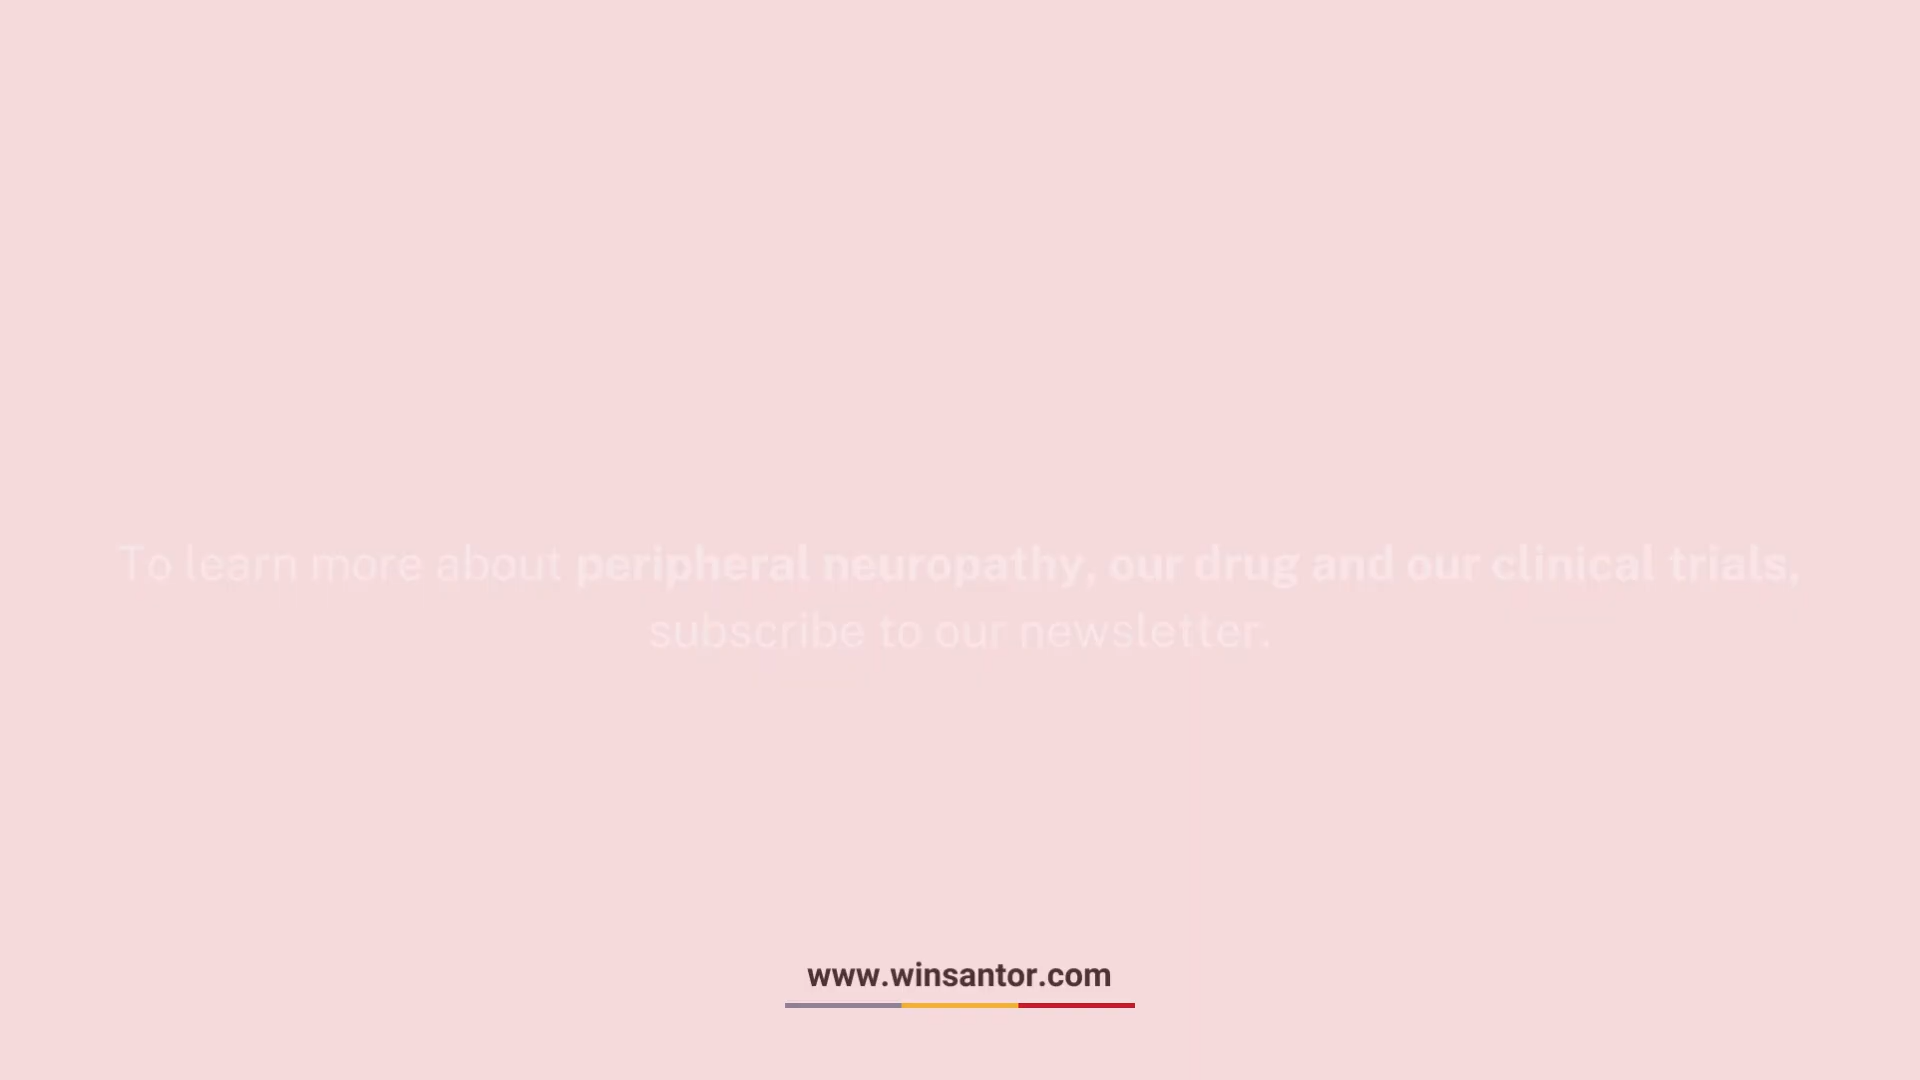 To learn more about peripheral neuropathy, our drug and our clinical trials,
subscribe to our newsletter.
www.winsantor.com